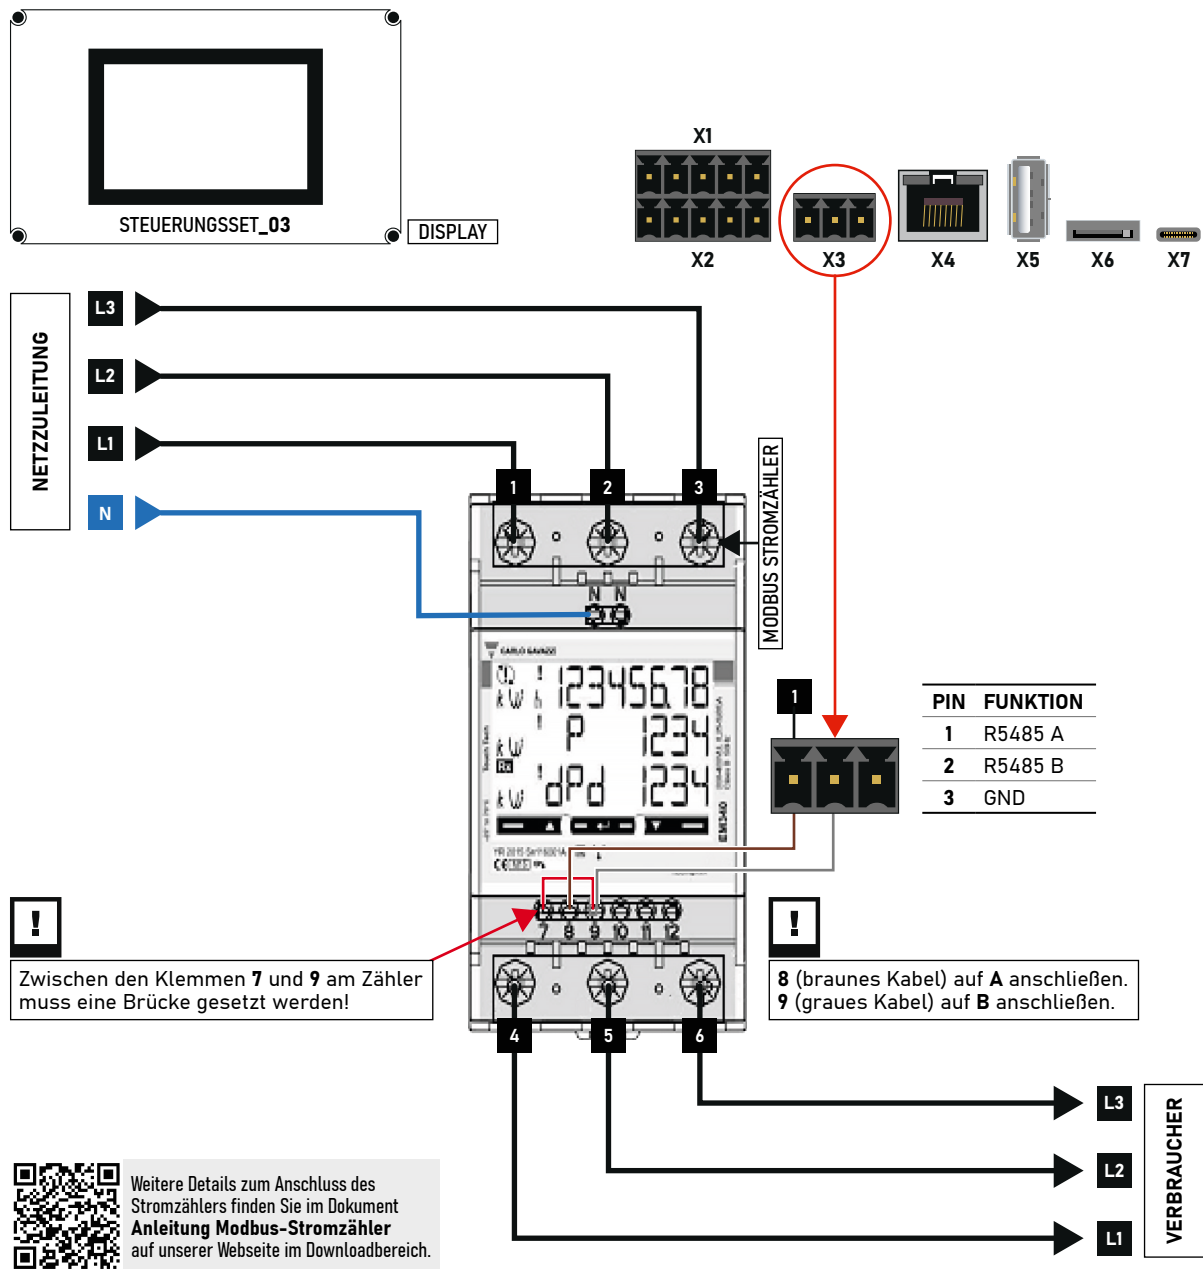 STEUERUNGSSET_03
DISPLAY
X1
X2
X3
X4
X5
X6
X7
NETZZULEITUNG
L3
L2
L1
N
MODBUS STROMZÄHLER
1
2
3
N N
CARLO GAVAZZI
kW h 12345678
kW P 1234
Rx
kW dPd 1234
EM340
7 8 9 10 11 12
4
5
6
1
PIN FUNKTION
1 R5485 A
2 R5485 B
3 GND
!
Zwischen den Klemmen 7 und 9 am Zähler
muss eine Brücke gesetzt werden!
!
8 (braunes Kabel) auf A anschließen.
9 (graues Kabel) auf B anschließen.
L3
L2
L1
VERBRAUCHER
Weitere Details zum Anschluss des
Stromzählers finden Sie im Dokument
Anleitung Modbus-Stromzähler
auf unserer Webseite im Downloadbereich.